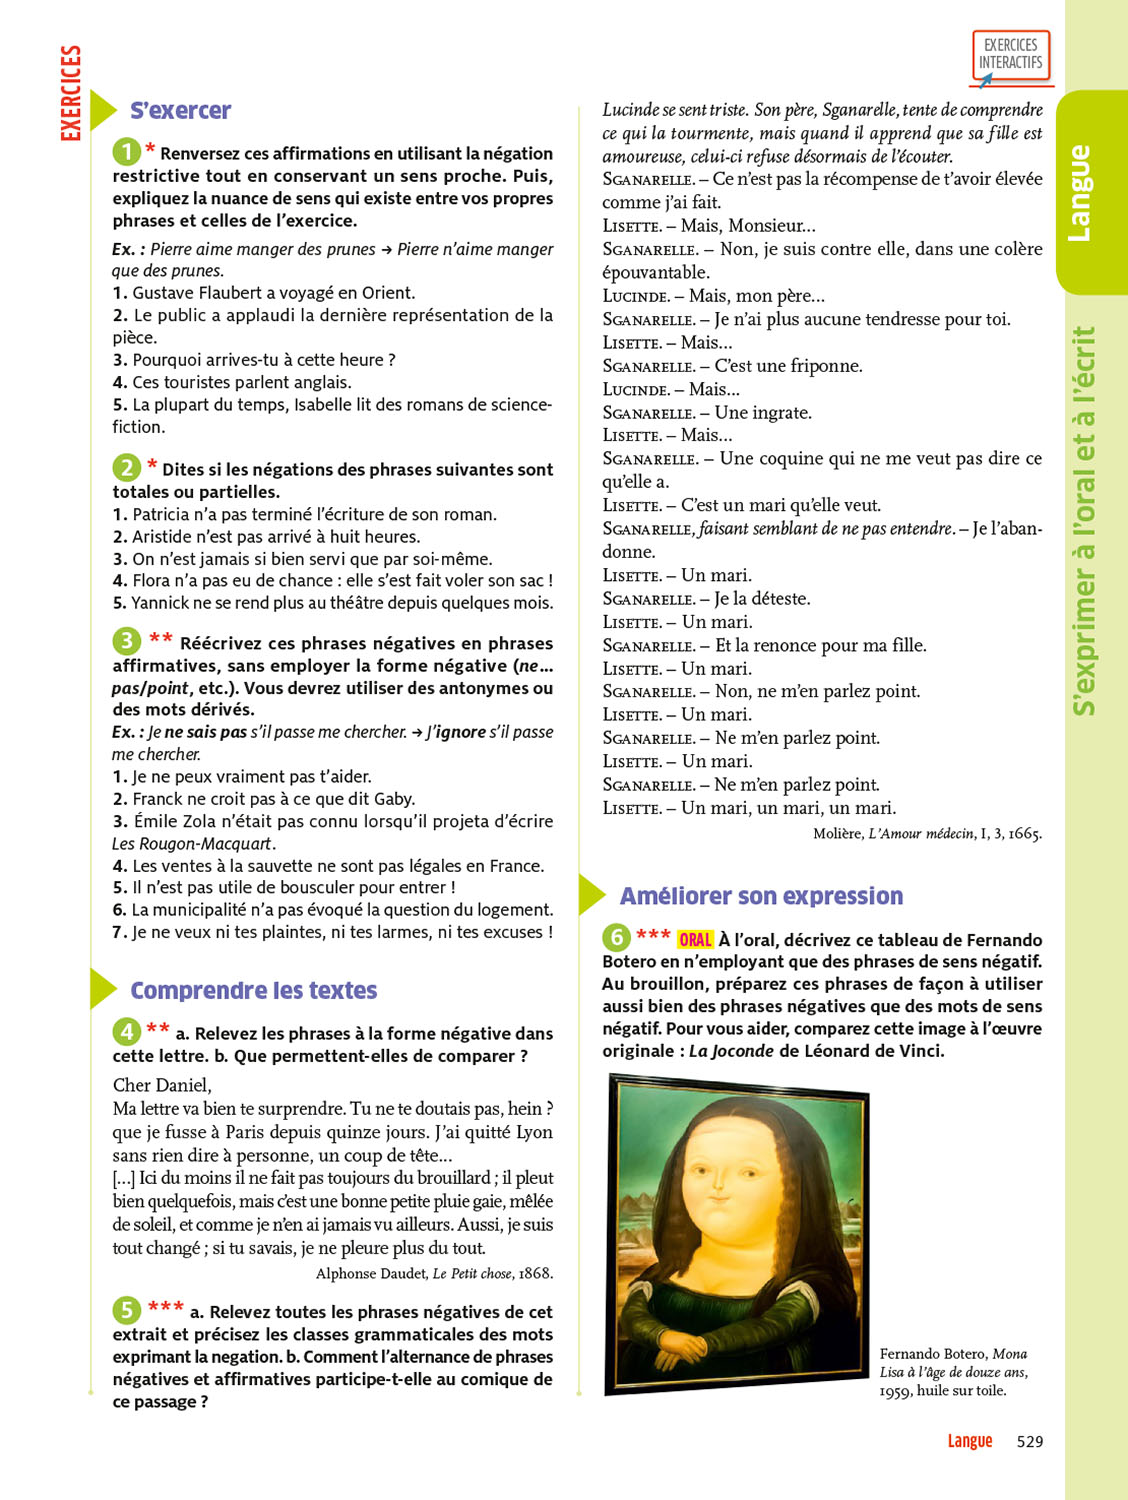 EXERCICES
S'exercer
1 * Renversez ces affirmations en utilisant la négation
restrictive tout en conservant un sens proche. Puis,
expliquez la nuance de sens qui existe entre vos propres
phrases et celles de l'exercice.
Ex. : Pierre aime manger des prunes → Pierre n'aime manger
que des prunes.
1. Gustave Flaubert a voyagé en Orient.
2. Le public a applaudi la dernière représentation de la
pièce.
3. Pourquoi arrives-tu à cette heure ?
4. Ces touristes parlent anglais.
5. La plupart du temps, Isabelle lit des romans de science-
fiction.
2 * Dites si les négations des phrases suivantes sont
totales ou partielles.
1. Patricia n'a pas terminé l'écriture de son roman.
2. Aristide n'est pas arrivé à huit heures.
3. On n'est jamais si bien servi que par soi-même.
4. Flora n'a pas eu de chance : elle s'est fait voler son sac !
5. Yannick ne se rend plus au théâtre depuis quelques mois.
3 ** Réécrivez ces phrases négatives en phrases
affirmatives, sans employer la forme négative (ne...
pas/point, etc.). Vous devrez utiliser des antonymes ou
des mots dérivés.
Ex. : Je ne sais pas s'il passe me chercher. → J'ignore s'il passe
me chercher.
1. Je ne peux vraiment pas t'aider.
2. Franck ne croit pas à ce que dit Gaby.
3. Émile Zola n'était pas connu lorsqu'il projeta d'écrire
Les Rougon-Macquart.
4. Les ventes à la sauvette ne sont pas légales en France.
5. Il n'est pas utile de bousculer pour entrer !
6. La municipalité n'a pas évoqué la question du logement.
7. Je ne veux ni tes plaintes, ni tes larmes, ni tes excuses !
Comprendre les textes
4 ** a. Relevez les phrases à la forme négative dans
cette lettre. b. Que permettent-elles de comparer ?
Cher Daniel,
Ma lettre va bien te surprendre. Tu ne te doutais pas, hein ?
que je fusse à Paris depuis quinze jours. J'ai quitté Lyon
sans rien dire à personne, un coup de tête...
[...] Ici du moins il ne fait pas toujours du brouillard ; il pleut
bien quelquefois, mais c'est une bonne petite pluie gaie, mêlée
de soleil, et comme je n'en ai jamais vu ailleurs. Aussi, je suis
tout changé ; si tu savais, je ne pleure plus du tout.
Alphonse Daudet, Le Petit chose, 1868.
5 *** a. Relevez toutes les phrases négatives de cet
extrait et précisez les classes grammaticales des mots
exprimant la negation. b. Comment l'alternance de phrases
négatives et affirmatives participe-t-elle au comique de
ce passage ?
EXERCICES
INTERACTIFS
Lucinde se sent triste. Son père, Sganarelle, tente de comprendre
ce qui la tourmente, mais quand il apprend que sa fille est
amoureuse, celui-ci refuse désormais de l'écouter.
SGANARELLE. – Ce n'est pas la récompense de t'avoir élevée
comme j'ai fait.
LISETTE. – Mais, Monsieur...
SGANARELLE. – Non, je suis contre elle, dans une colère
épouvantable.
LUCINDE. – Mais, mon père...
SGANARELLE. – Je n'ai plus aucune tendresse pour toi.
LISETTE. – Mais...
SGANARELLE. – C'est une friponne.
LUCINDE. – Mais...
SGANARELLE. – Une ingrate.
LISETTE. – Mais...
SGANARELLE. – Une coquine qui ne me veut pas dire ce
qu'elle a.
LISETTE. – C'est un mari qu'elle veut.
SGANARELLE, faisant semblant de ne pas entendre. – Je l'aban-
donne.
LISETTE. – Un mari.
SGANARELLE. – Je la déteste.
LISETTE. – Un mari.
SGANARELLE. – Et la renonce pour ma fille.
LISETTE. – Un mari.
SGANARELLE. – Non, ne m'en parlez point.
LISETTE. – Un mari.
SGANARELLE. – Ne m'en parlez point.
LISETTE. – Un mari.
SGANARELLE. – Ne m'en parlez point.
LISETTE. – Un mari, un mari, un mari.
Molière, L'Amour médecin, I, 3, 1665.
Améliorer son expression
6 *** ORAL À l'oral, décrivez ce tableau de Fernando
Botero en n'employant que des phrases de sens négatif.
Au brouillon, préparez ces phrases de façon à utiliser
aussi bien des phrases négatives que des mots de sens
négatif. Pour vous aider, comparez cette image à l'œuvre
originale : La Joconde de Léonard de Vinci.
Fernando Botero, Mona
Lisa à l'âge de douze ans,
1959, huile sur toile.
Langue
S'exprimer à l'oral et à l'écrit
Langue 529